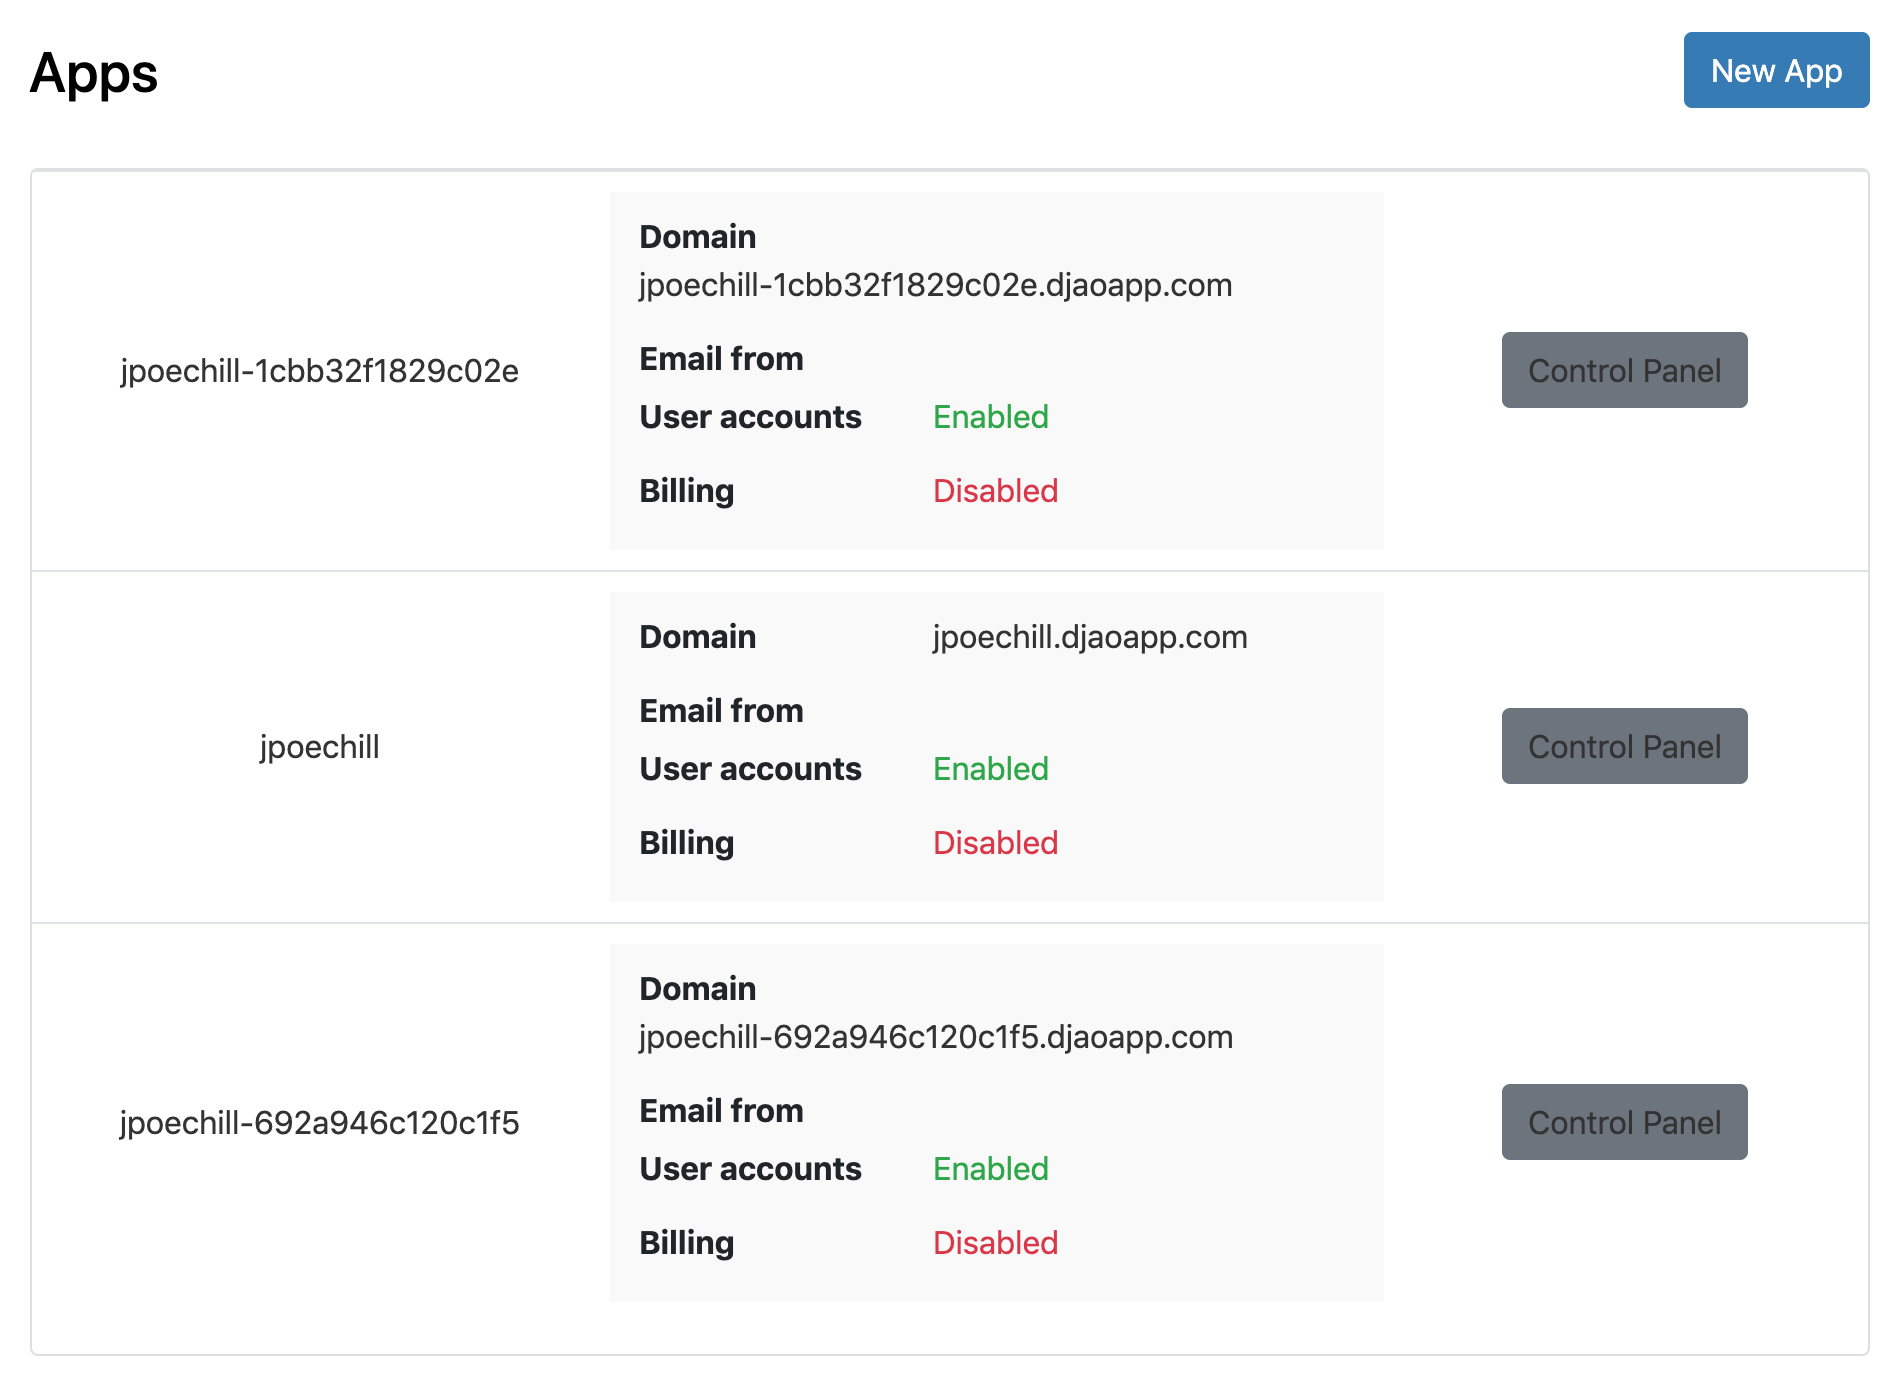 Apps
New App
jpoechill-1cbb32f1829c02e
Domain
jpoechill-1cbb32f1829c02e.djaoapp.com
Email from
User accounts Enabled
Billing Disabled
Control Panel
jpoechill
Domain jpoechill.djaoapp.com
Email from
User accounts Enabled
Billing Disabled
Control Panel
jpoechill-692a946c120c1f5
Domain
jpoechill-692a946c120c1f5.djaoapp.com
Email from
User accounts Enabled
Billing Disabled
Control Panel